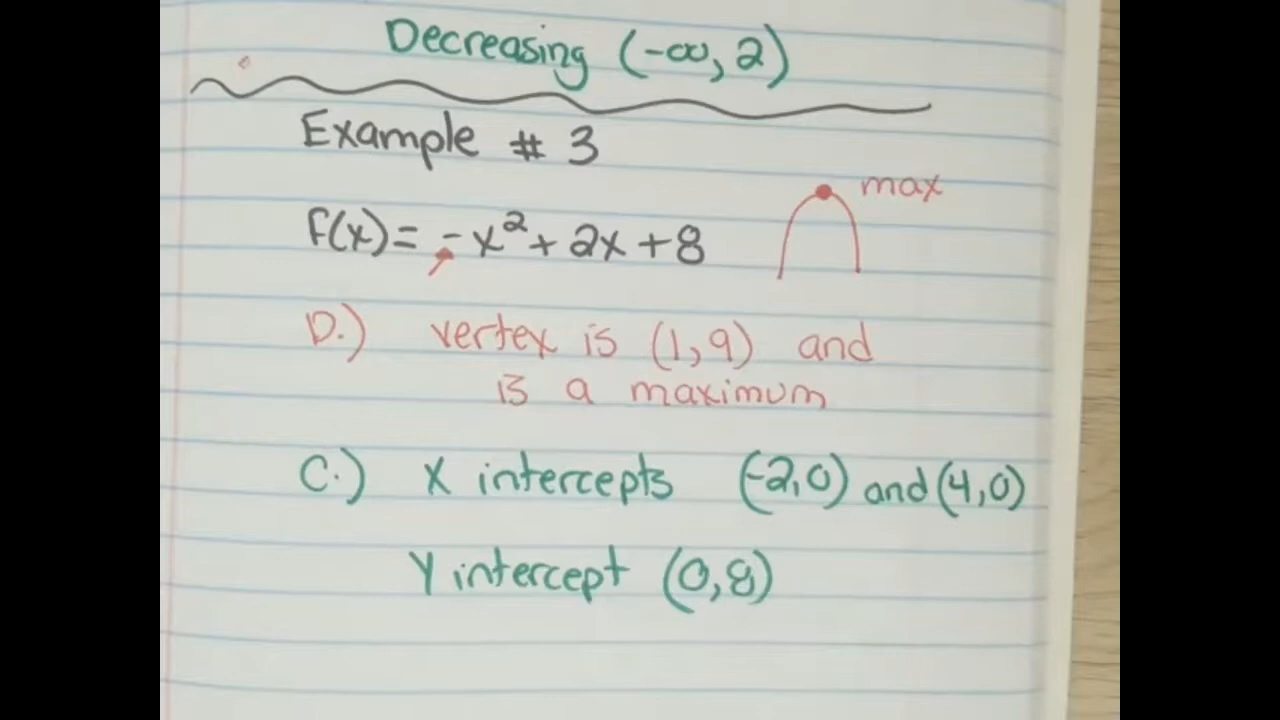 Decreasing (-∞, 2)
Example # 3
f(x) = -x² + 2x + 8
max
D.) vertex is (1,9) and
is a maximum
C.) X intercepts (-2,0) and (4,0)
Y intercept (0,8)